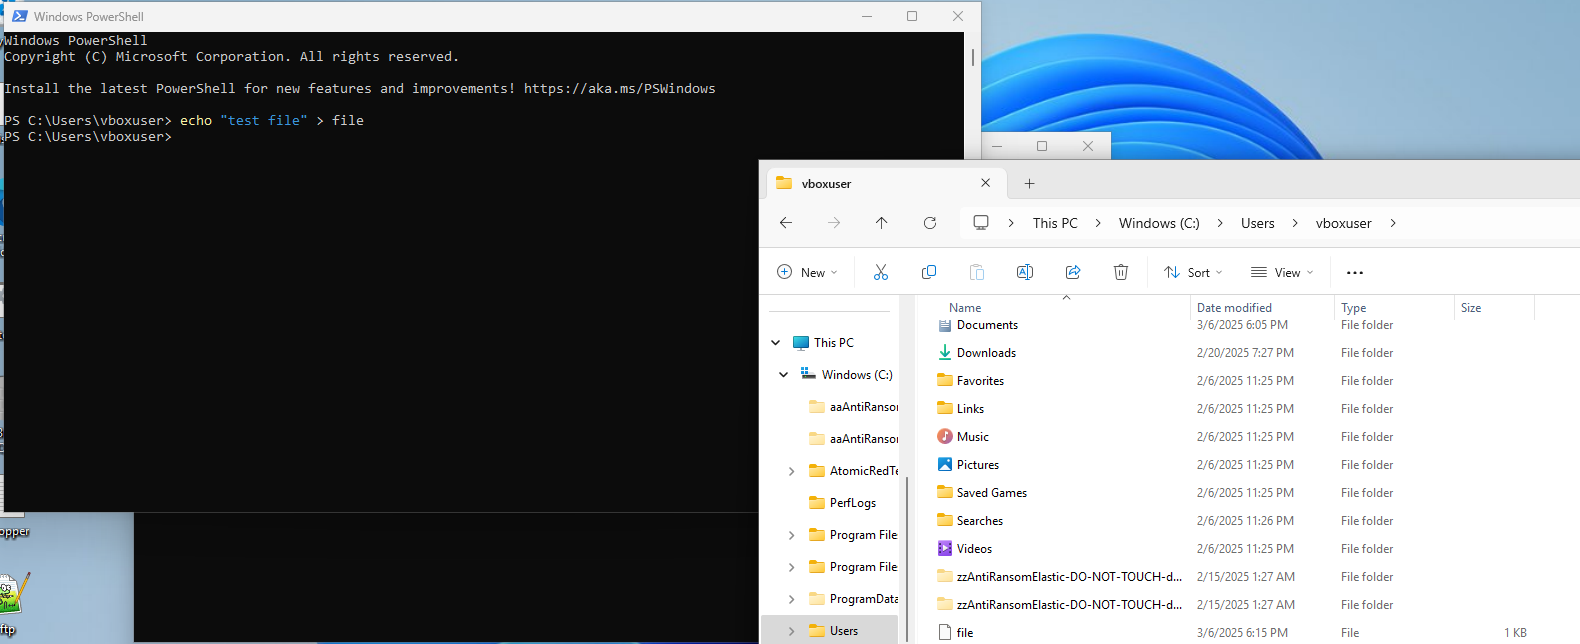 Windows PowerShell
Windows PowerShell
Copyright (C) Microsoft Corporation. All rights reserved.
Install the latest PowerShell for new features and improvements! https://aka.ms/PSWindows
PS C:\Users\vboxuser> echo "test file" > file
PS C:\Users\vboxuser>
vboxuser
This PC > Windows (C:) > Users > vboxuser >
New
Sort
View
...
Name Date modified Type Size
This PC
Windows (C:)
aaAntiRanso
aaAntiRanso
AtomicRedTe
PerfLogs
Program File
Program File
ProgramData
Users
Documents 3/6/2025 6:05 PM File folder
Downloads 2/20/2025 7:27 PM File folder
Favorites 2/6/2025 11:25 PM File folder
Links 2/6/2025 11:25 PM File folder
Music 2/6/2025 11:25 PM File folder
Pictures 2/6/2025 11:25 PM File folder
Saved Games 2/6/2025 11:25 PM File folder
Searches 2/6/2025 11:26 PM File folder
Videos 2/6/2025 11:25 PM File folder
zzAntiRansomElastic-DO-NOT-TOUCH-d... 2/15/2025 1:27 AM File folder
zzAntiRansomElastic-DO-NOT-TOUCH-d... 2/15/2025 1:27 AM File folder
file 3/6/2025 6:15 PM File 1 KB
opper
ftp